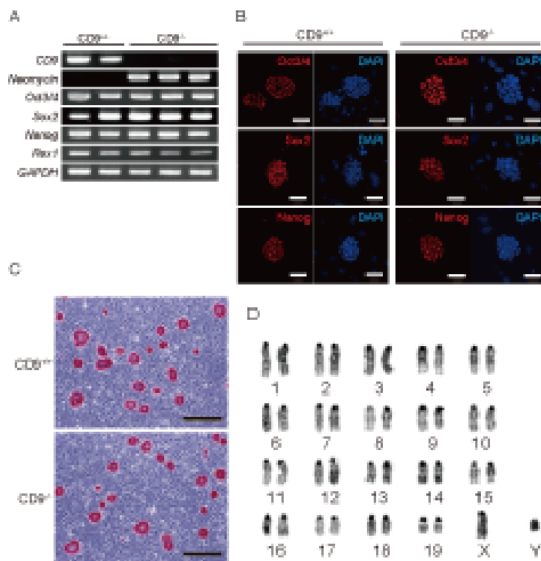 A
CD9+/+ CD9-/-
CD9
Neomycin
Oct3/4
Sox2
Nanog
Rex1
GAPDH
B
CD9+/+ CD9-/-
Oct3/4 DAPI Oct3/4 DAPI
Sox2 DAPI Sox2 DAPI
Nanog DAPI Nanog DAPI
C
CD9+/+
CD9-/-
D
1 2 3 4 5
6 7 8 9 10
11 12 13 14 15
16 17 18 19 X Y